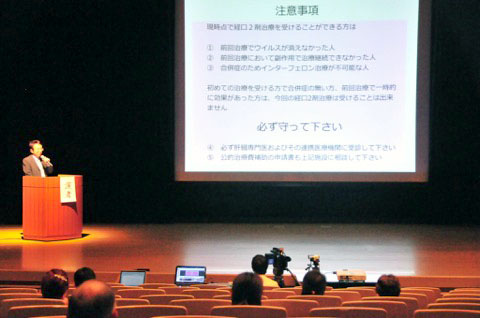 注意事項
現時点で経口2剤治療を受けることができる方は
① 前回治療でウイルスが消えなかった人
② 前回治療において副作用で治療継続できなかった人
③ 合併症のためインターフェロン治療が不可能な人
初めての治療を受ける方で合併症の無い方、前回治療で一時的
に効果があった方は、今回の経口2剤治療は受けることは出来
ません
必ず守って下さい
④ 必ず肝臓専門医およびその連携医療機関に受診して下さい
⑤ 公的治療費補助の申請書も上記施設に相談して下さい
演者